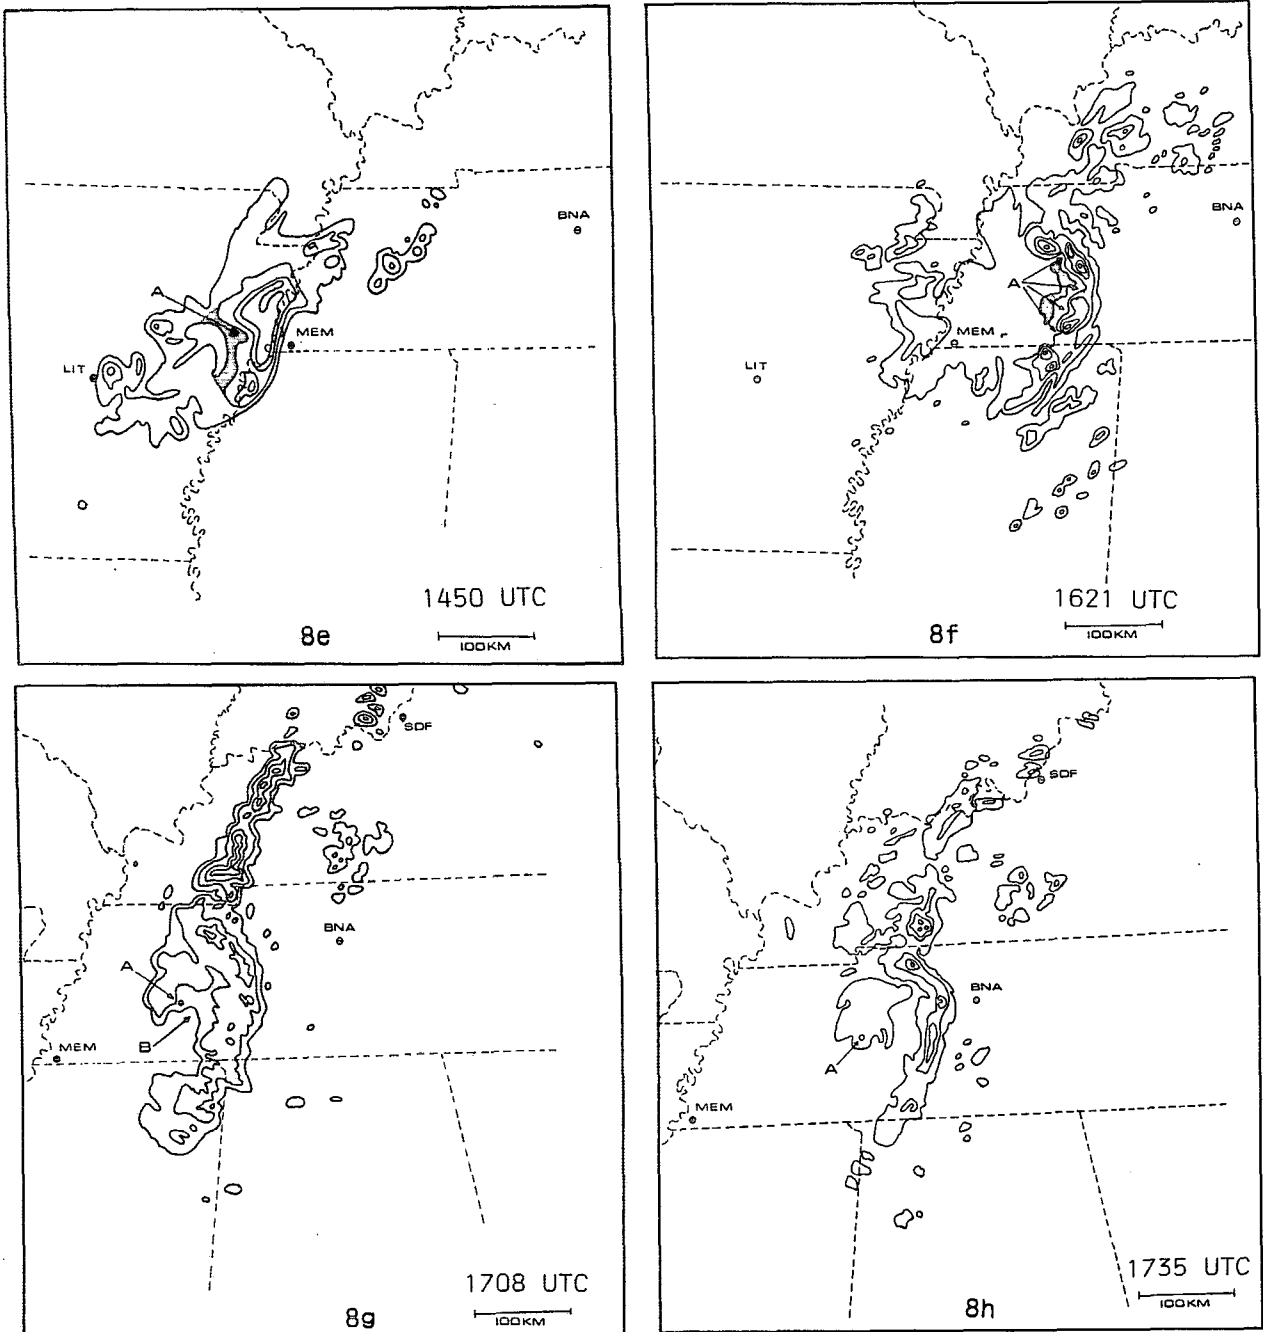 BNA
A
MEM
LIT
1450 UTC
8e
100KM
BNA
A
MEM
LIT
1621 UTC
8f
100KM
SDF
BNA
A
B
MEM
1708 UTC
8g
100KM
SDF
BNA
A
MEM
1735 UTC
8h
100KM